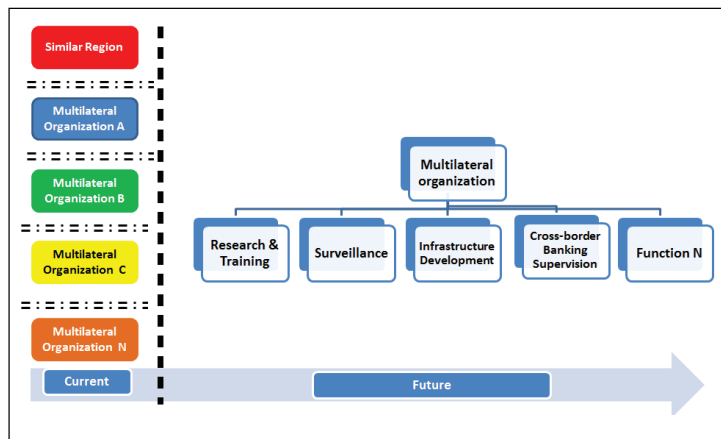 Similar Region
Multilateral
Organization A
Multilateral
Organization B
Multilateral
Organization C
Multilateral
Organization N
Multilateral
organization
Research &
Training
Surveillance
Infrastructure
Development
Cross-border
Banking
Supervision
Function N
Current
Future